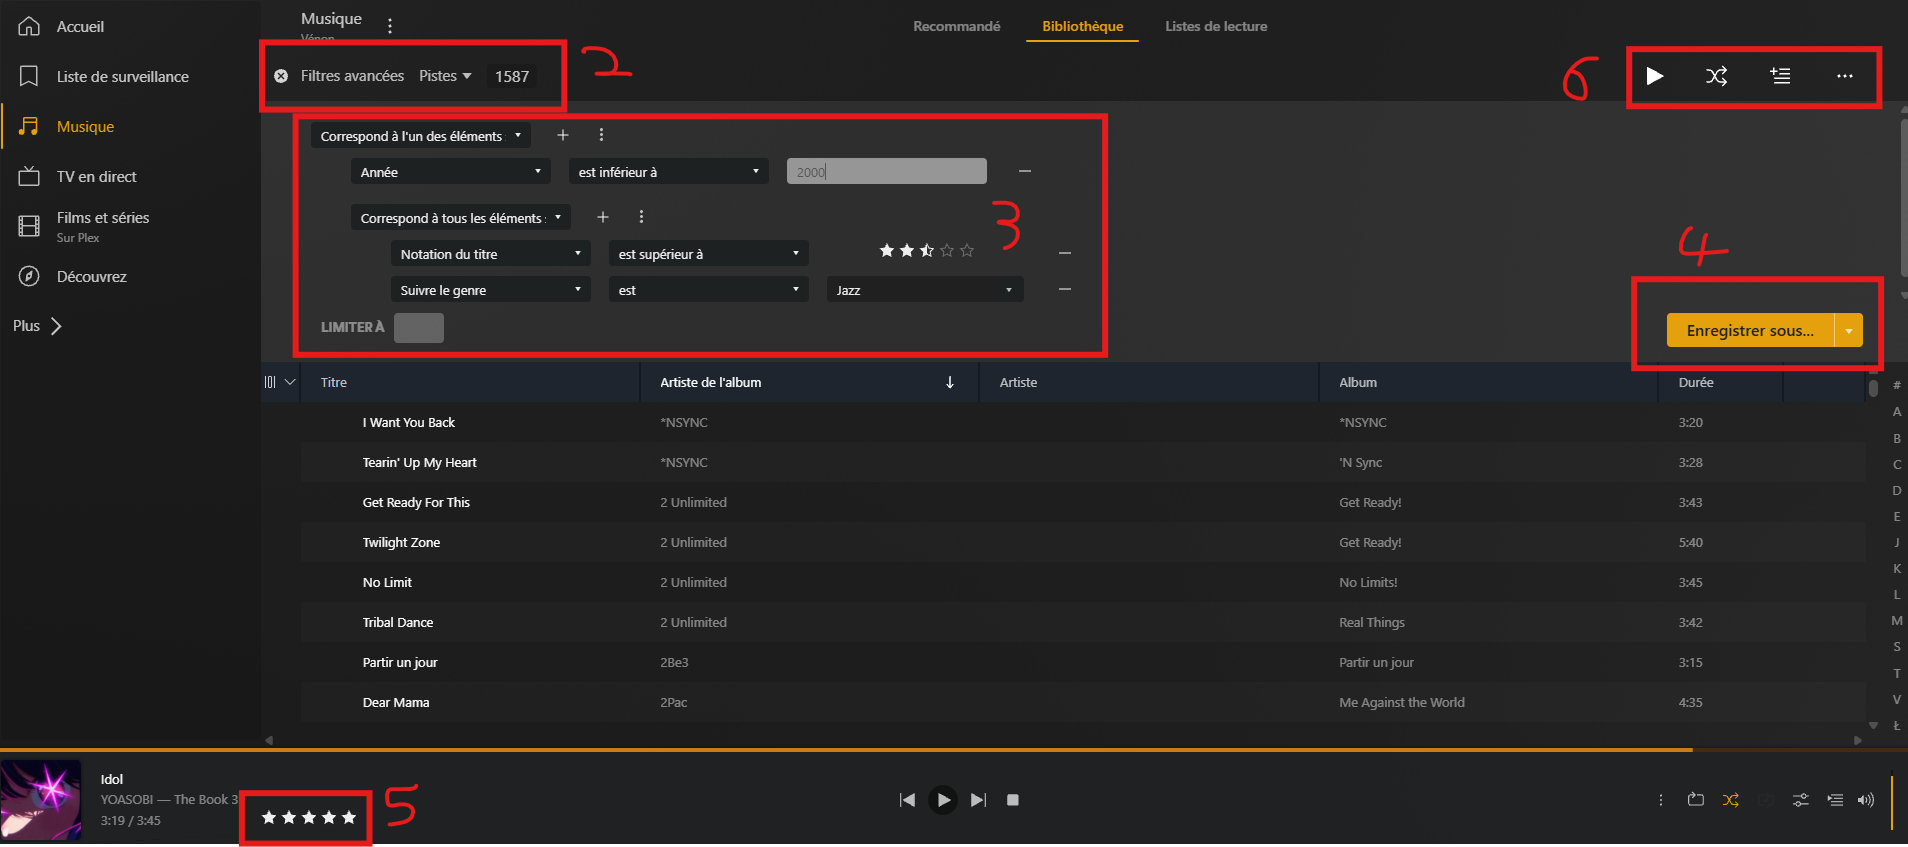 Accueil
Liste de surveillance
Musique
TV en direct
Films et séries
Sur Plex
Découvrez
Plus
Musique
Vénon
Recommandé Bibliothèque Listes de lecture
Filtres avancées Pistes 1587
2
6
Correspond à l'un des éléments
Année est inférieur à 2000
Correspond à tous les éléments :
Notation du titre est supérieur à
Suivre le genre est Jazz
LIMITER À
3
4
Enregistrer sous...
Titre Artiste de l'album Artiste Album Durée
I Want You Back *NSYNC *NSYNC 3:20
Tearin' Up My Heart *NSYNC 'N Sync 3:28
Get Ready For This 2 Unlimited Get Ready! 3:43
Twilight Zone 2 Unlimited Get Ready! 5:40
No Limit 2 Unlimited No Limits! 3:45
Tribal Dance 2 Unlimited Real Things 3:42
Partir un jour 2Be3 Partir un jour 3:15
Dear Mama 2Pac Me Against the World 4:35
#
A
B
C
D
E
J
K
L
M
S
T
V
Ł
Idol
YOASOBI — The Book 3
3:19 / 3:45
5